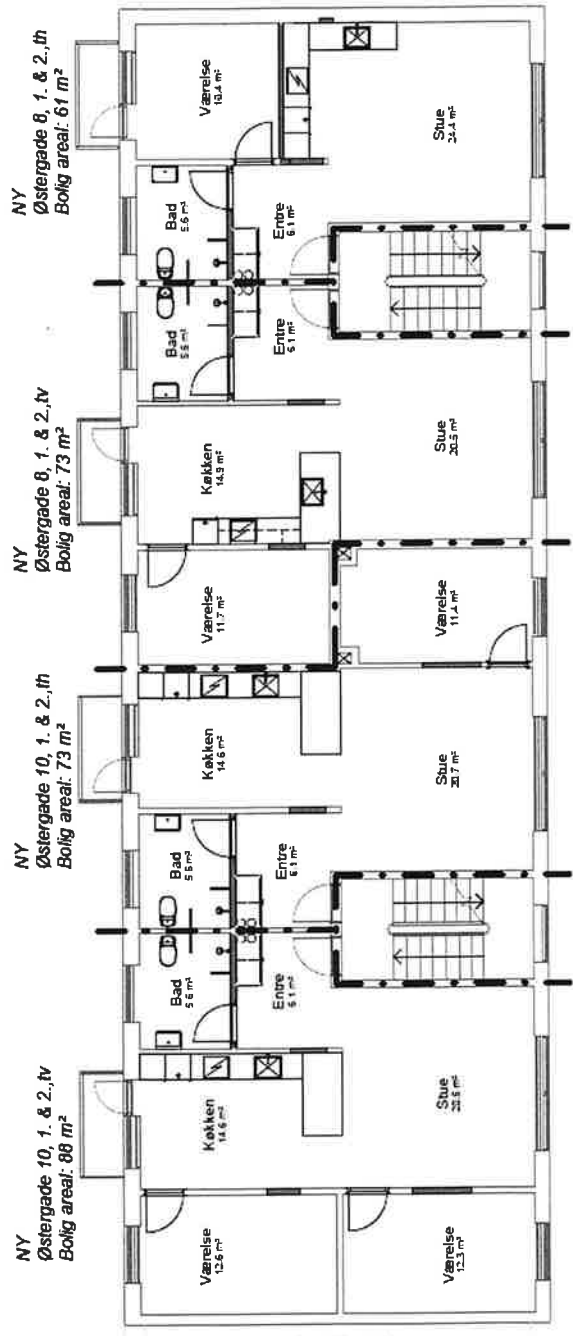 NY
Østergade 10, 1. & 2.,tv
Bolig areal: 88 m²
NY
Østergade 10, 1. & 2.,th
Bolig areal: 73 m²
NY
Østergade 8, 1. & 2.,tv
Bolig areal: 73 m²
NY
Østergade 8, 1. & 2.,th
Bolig areal: 61 m²
Værelse
12.6 m²
Køkken
14.6 m²
Bad
5.6 m²
Bad
5.6 m²
Køkken
14.6 m²
Værelse
11.7 m²
Køkken
14.9 m²
Bad
5.6 m²
Bad
5.6 m²
Værelse
10.4 m²
Entre
6.1 m²
Entre
6.1 m²
Entre
6.1 m²
Entre
6.1 m²
Værelse
12.3 m²
Stue
20.6 m²
Stue
20.7 m²
Værelse
11.4 m²
Stue
Stue
24.4 m²